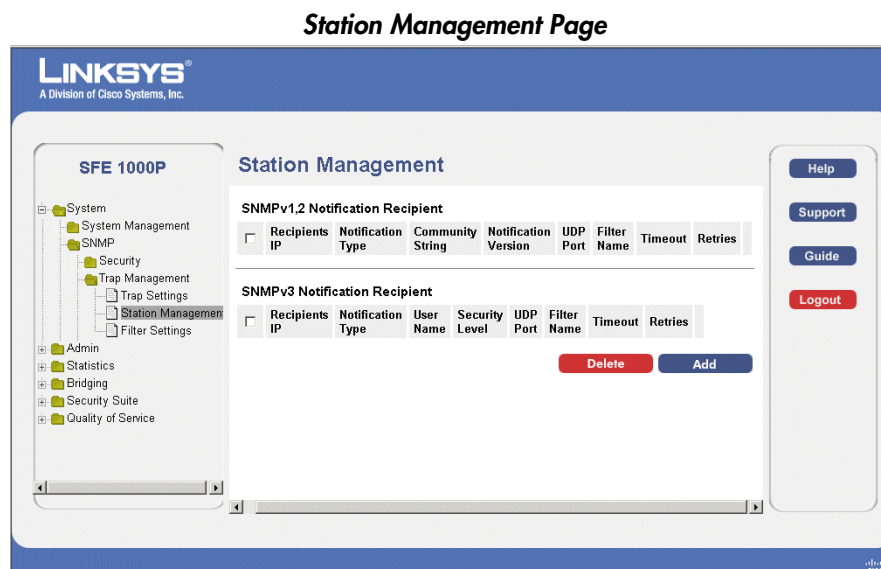 Station Management Page
LINKSYS®
A Division of Cisco Systems, Inc.
SFE 1000P
System
System Management
SNMP
Security
Trap Management
Trap Settings
Station Managemen
Filter Settings
Admin
Statistics
Bridging
Security Suite
Quality of Service
Station Management
SNMPv1,2 Notification Recipient
Recipients IP Notification Type Community String Notification Version UDP Port Filter Name Timeout Retries
SNMPv3 Notification Recipient
Recipients IP Notification Type User Name Security Level UDP Port Filter Name Timeout Retries
Delete Add
Help
Support
Guide
Logout